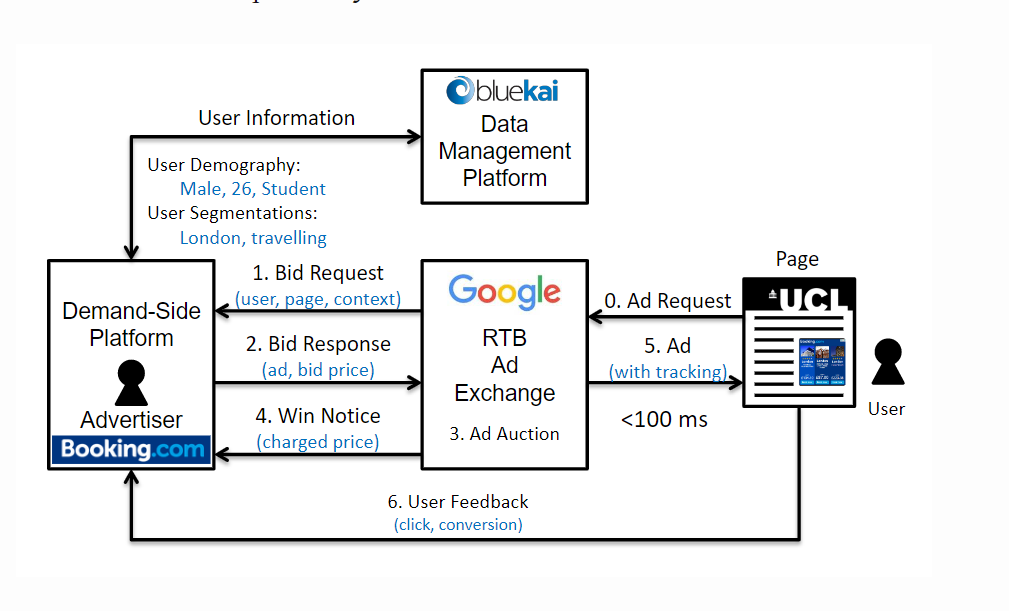 bluekai
Data
Management
Platform
User Information
User Demography:
Male, 26, Student
User Segmentations:
London, travelling
Demand-Side
Platform
Advertiser
Booking.com
1. Bid Request
(user, page, context)
2. Bid Response
(ad, bid price)
4. Win Notice
(charged price)
Google
RTB
Ad
Exchange
3. Ad Auction
0. Ad Request
5. Ad
(with tracking)
<100 ms
Page
UCL
User
6. User Feedback
(click, conversion)